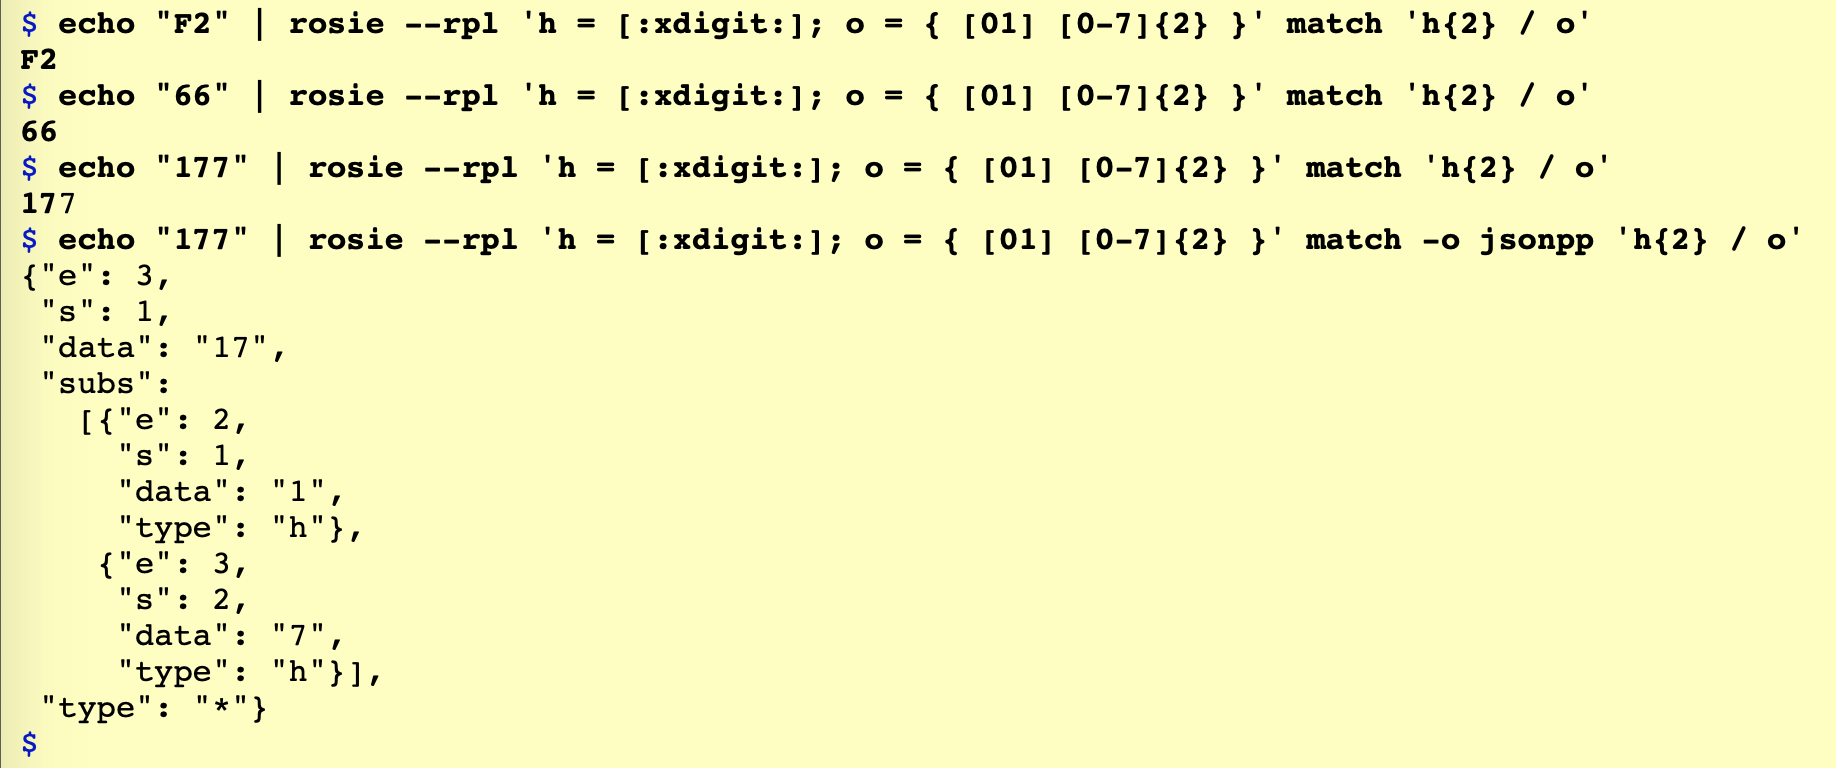 $ echo "F2" | rosie --rpl 'h = [:xdigit:]; o = { [01] [0-7]{2} }' match 'h{2} / o'
F2
$ echo "66" | rosie --rpl 'h = [:xdigit:]; o = { [01] [0-7]{2} }' match 'h{2} / o'
66
$ echo "177" | rosie --rpl 'h = [:xdigit:]; o = { [01] [0-7]{2} }' match 'h{2} / o'
177
$ echo "177" | rosie --rpl 'h = [:xdigit:]; o = { [01] [0-7]{2} }' match -o jsonpp 'h{2} / o'
{"e": 3,
 "s": 1,
 "data": "17",
 "subs":
   [{"e": 2,
     "s": 1,
     "data": "1",
     "type": "h"},
    {"e": 3,
     "s": 2,
     "data": "7",
     "type": "h"}],
 "type": "*"}
$